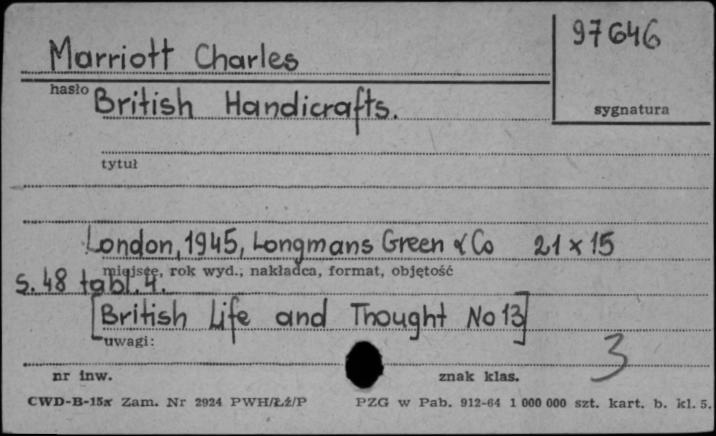 97646
Marriott Charles
hasło
British Handicrafts.
sygnatura
tytuł
London, 1945, Longmans Green & Co 21 × 15
miejsce, rok wyd., nakładca, format, objętość
s. 48 tabl. 4.
[British Life and Thought No 13]
uwagi:
3
nr inw. znak klas.
CWD-B-15x Zam. Nr 2924 PWH/ŁŻ/P PZG w Pab. 912-64 1 000 000 szt. kart. b. kl. 5.